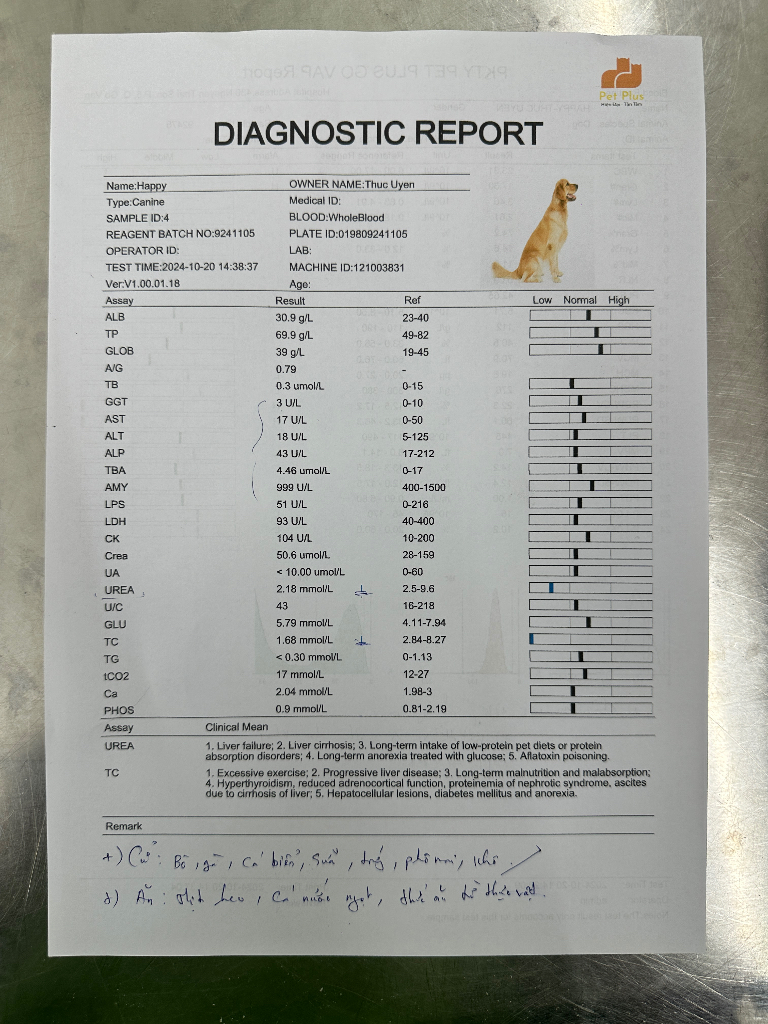 Pet Plus
Hiện Đại - Tân Tâm
DIAGNOSTIC REPORT
Name:Happy OWNER NAME:Thuc Uyen
Type:Canine Medical ID:
SAMPLE ID:4 BLOOD:WholeBlood
REAGENT BATCH NO:9241105 PLATE ID:019809241105
OPERATOR ID: LAB:
TEST TIME:2024-10-20 14:38:37 MACHINE ID:121003831
Ver:V1.00.01.18 Age:
Assay Result Ref Low Normal High
ALB 30.9 g/L 23-40
TP 69.9 g/L 49-82
GLOB 39 g/L 19-45
A/G 0.79 -
TB 0.3 umol/L 0-15
GGT 3 U/L 0-10
AST 17 U/L 0-50
ALT 18 U/L 5-125
ALP 43 U/L 17-212
TBA 4.46 umol/L 0-17
AMY 999 U/L 400-1500
LPS 51 U/L 0-216
LDH 93 U/L 40-400
CK 104 U/L 10-200
Crea 50.6 umol/L 28-159
UA < 10.00 umol/L 0-60
UREA 2.18 mmol/L ↓ 2.5-9.6
U/C 43 16-218
GLU 5.79 mmol/L 4.11-7.94
TC 1.68 mmol/L ↓ 2.84-8.27
TG < 0.30 mmol/L 0-1.13
tCO2 17 mmol/L 12-27
Ca 2.04 mmol/L 1.98-3
PHOS 0.9 mmol/L 0.81-2.19
Assay Clinical Mean
UREA 1. Liver failure; 2. Liver cirrhosis; 3. Long-term intake of low-protein pet diets or protein
absorption disorders; 4. Long-term anorexia treated with glucose; 5. Aflatoxin poisoning.
TC 1. Excessive exercise; 2. Progressive liver disease; 3. Long-term malnutrition and malabsorption;
4. Hyperthyroidism, reduced adrenocortical function, proteinemia of nephrotic syndrome, ascites
due to cirrhosis of liver; 5. Hepatocellular lesions, diabetes mellitus and anorexia.
Remark
+) Cử: Bò, gà, cá biển, sữa, trứng, phô mai, khô.
+) Ăn: thịt heo, cá nước ngọt, thức ăn từ thực vật.